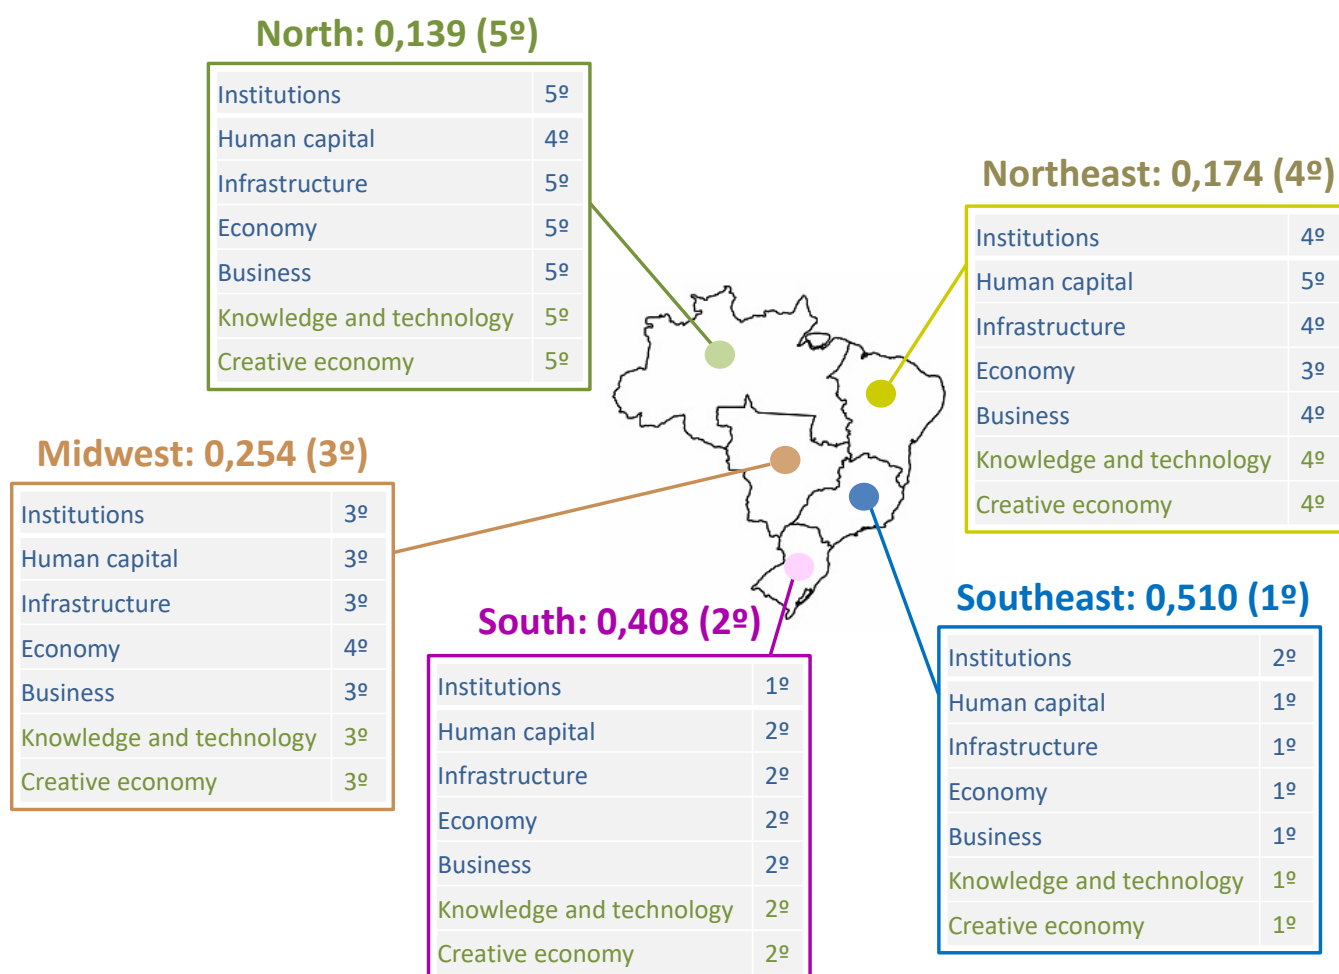 North: 0,139 (5º)
Institutions 5º
Human capital 4º
Infrastructure 5º
Economy 5º
Business 5º
Knowledge and technology 5º
Creative economy 5º
Northeast: 0,174 (4º)
Institutions 4º
Human capital 5º
Infrastructure 4º
Economy 3º
Business 4º
Knowledge and technology 4º
Creative economy 4º
Midwest: 0,254 (3º)
Institutions 3º
Human capital 3º
Infrastructure 3º
Economy 4º
Business 3º
Knowledge and technology 3º
Creative economy 3º
South: 0,408 (2º)
Institutions 1º
Human capital 2º
Infrastructure 2º
Economy 2º
Business 2º
Knowledge and technology 2º
Creative economy 2º
Southeast: 0,510 (1º)
Institutions 2º
Human capital 1º
Infrastructure 1º
Economy 1º
Business 1º
Knowledge and technology 1º
Creative economy 1º